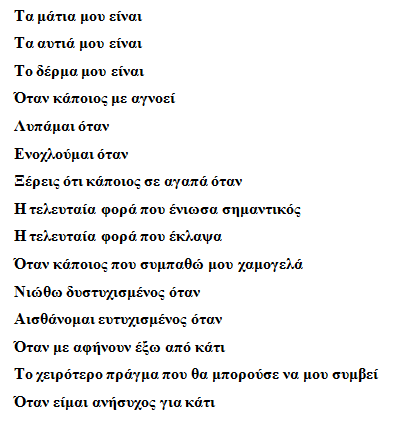 Τα μάτια μου είναι
Τα αυτιά μου είναι
Το δέρμα μου είναι
Όταν κάποιος με αγνοεί
Λυπάμαι όταν
Ενοχλούμαι όταν
Ξέρεις ότι κάποιος σε αγαπά όταν
Η τελευταία φορά που ένιωσα σημαντικός
Η τελευταία φορά που έκλαψα
Όταν κάποιος που συμπαθώ μου χαμογελά
Νιώθω δυστυχισμένος όταν
Αισθάνομαι ευτυχισμένος όταν
Όταν με αφήνουν έξω από κάτι
Το χειρότερο πράγμα που θα μπορούσε να μου συμβεί
Όταν είμαι ανήσυχος για κάτι